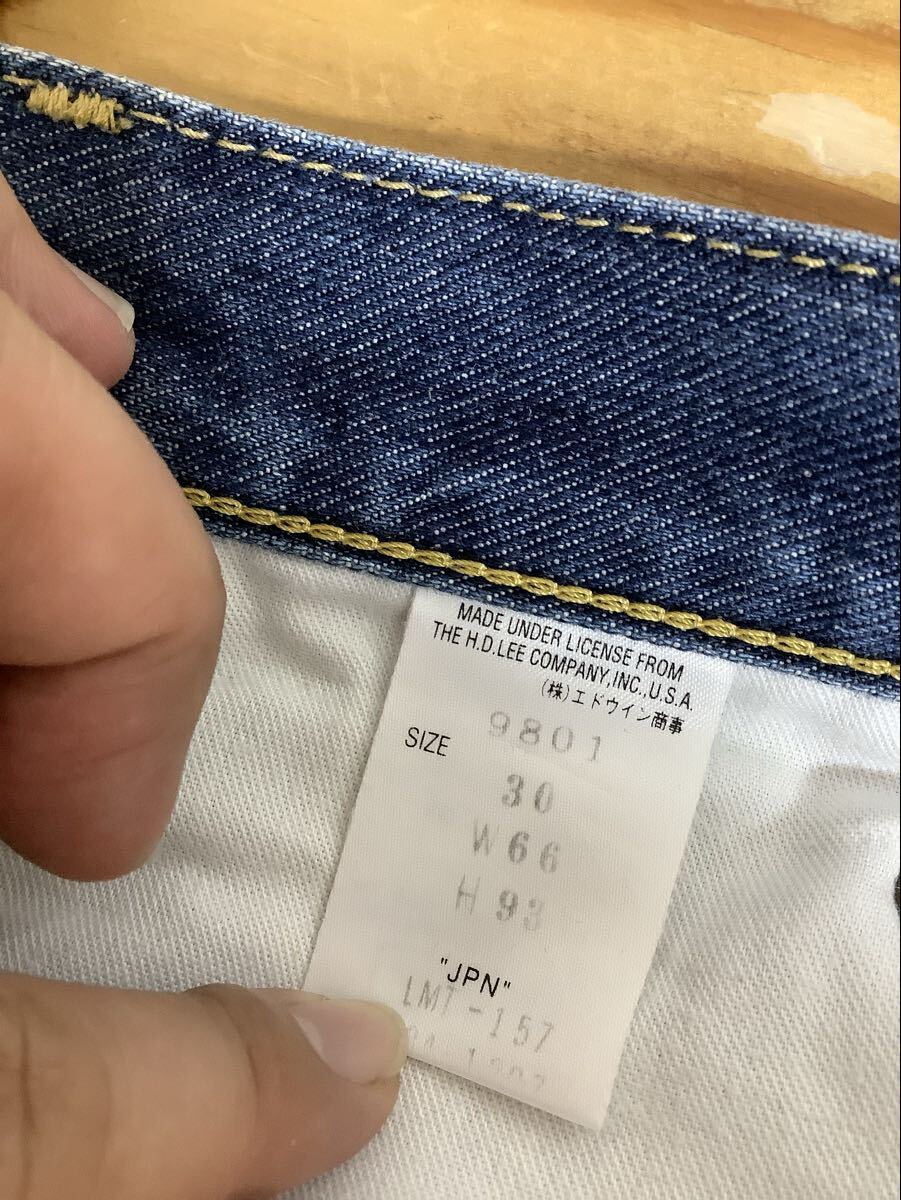 MADE UNDER LICENSE FROM
THE H.D.LEE COMPANY,INC.,U.S.A.
(株)エドウイン商事
SIZE 9801
30
W66
H 93
"JPN"
LMT-157